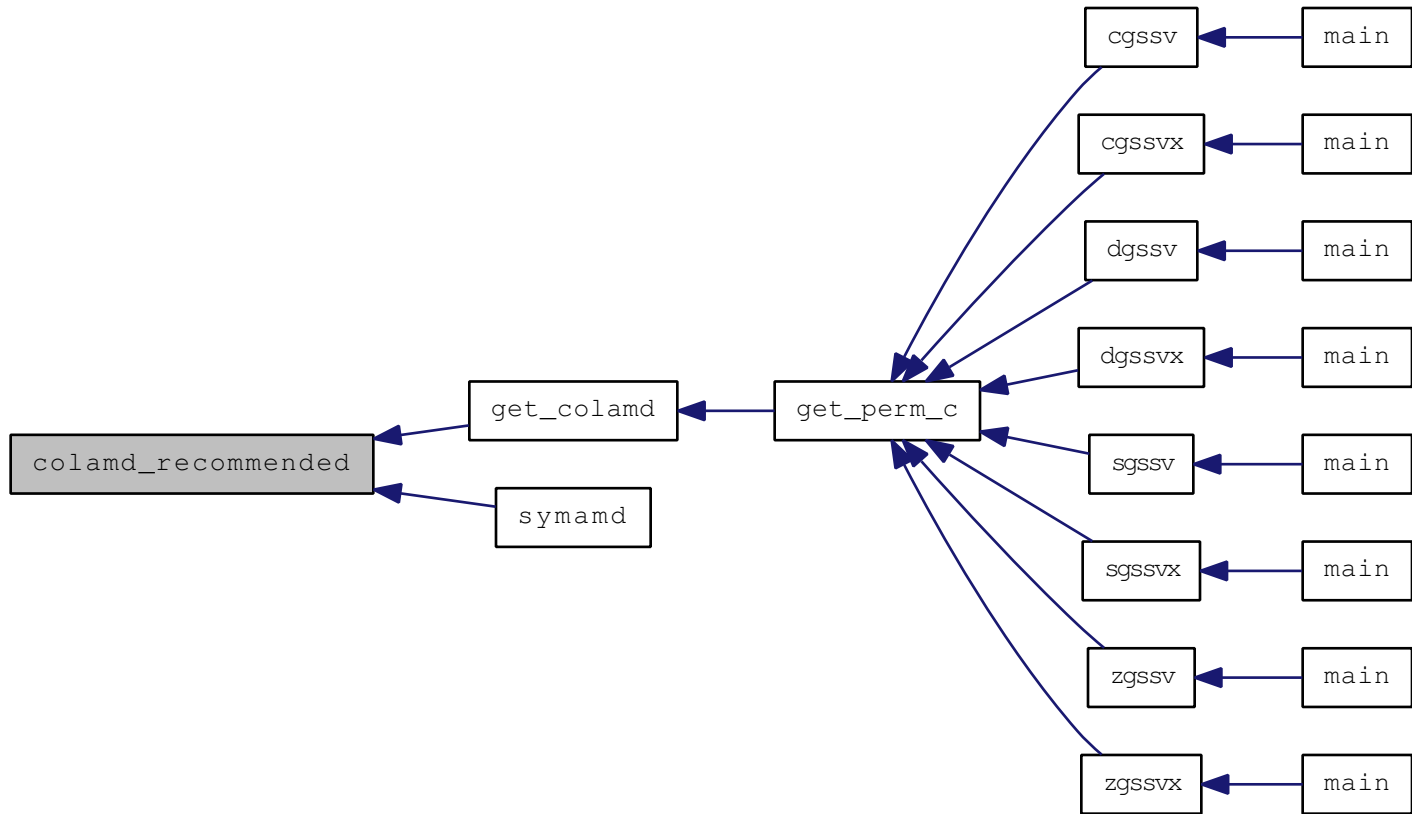 cgssv main
cgssvx main
dgssv main
dgssvx main
get_colamd get_perm_c
colamd_recommended sgssv main
symamd
sgssvx main
zgssv main
zgssvx main